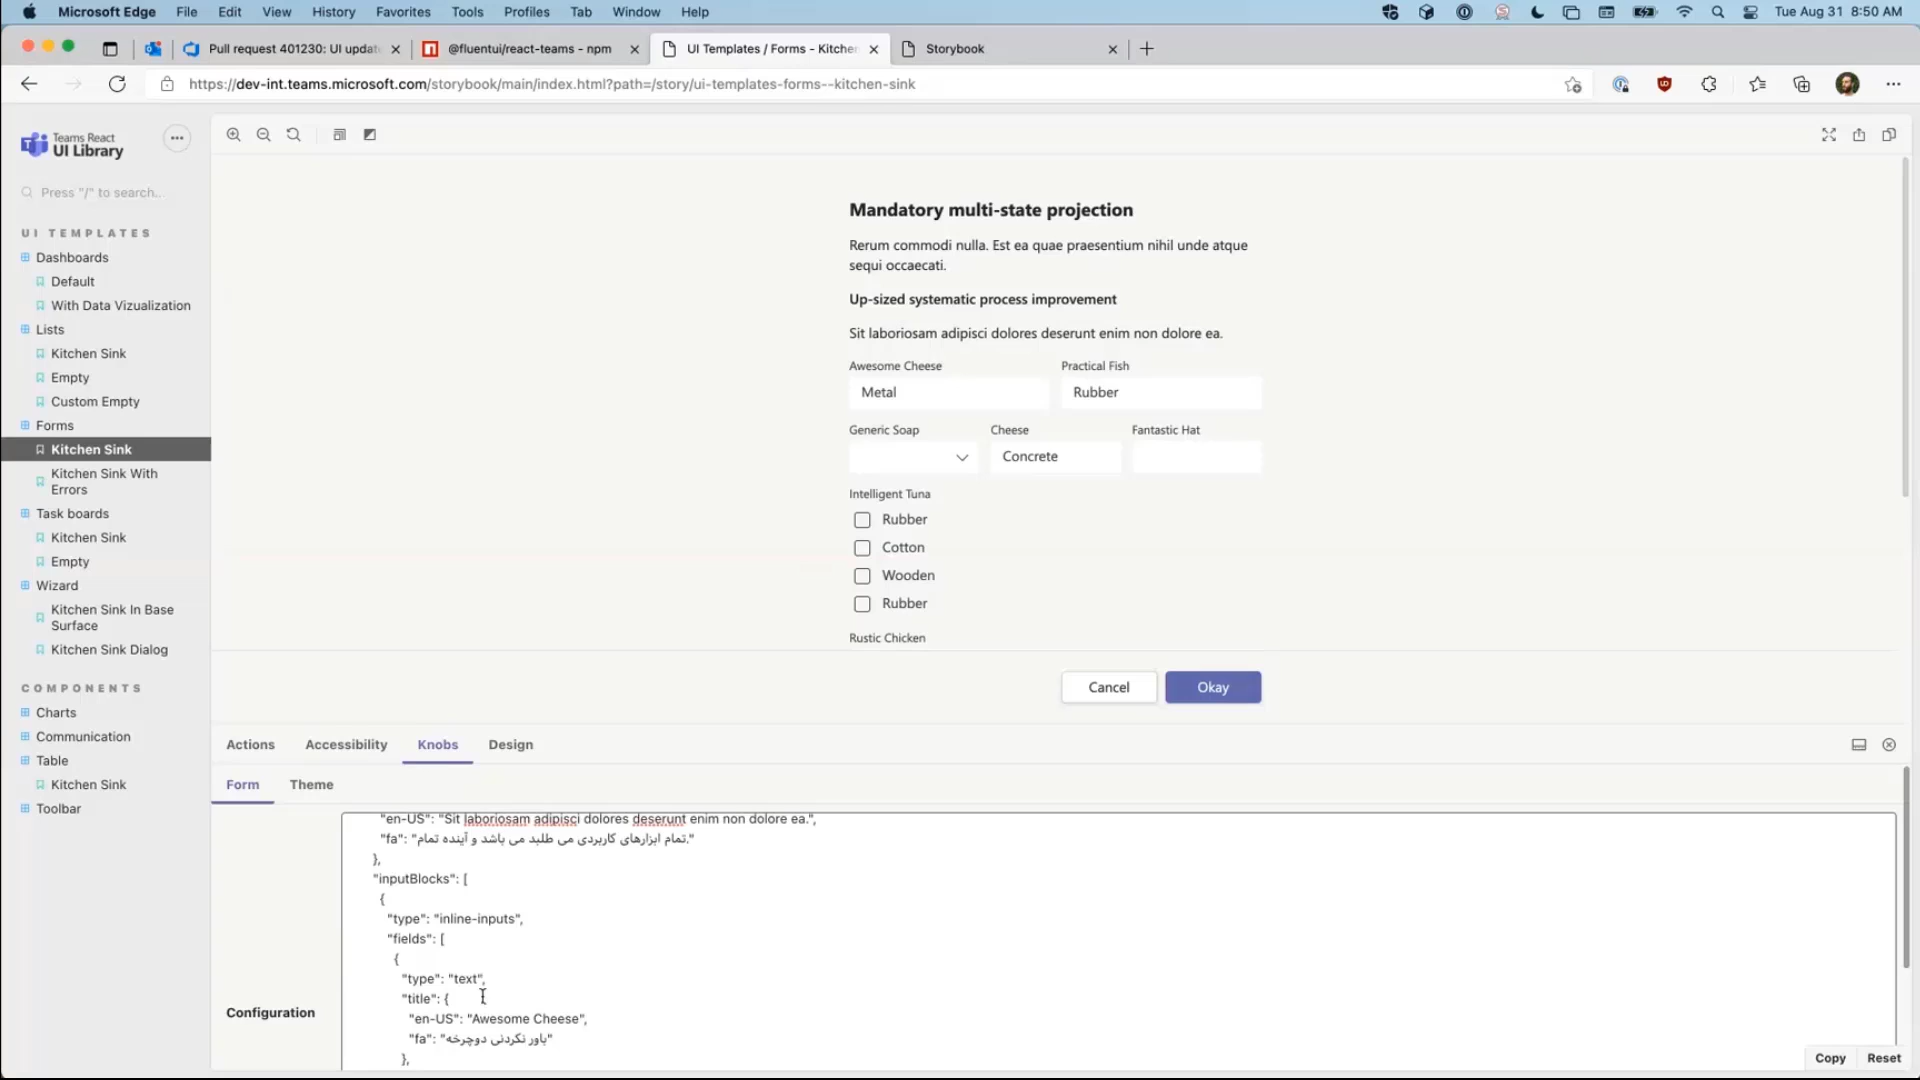 Microsoft Edge File Edit View History Favorites Tools Profiles Tab Window Help Tue Aug 31 8:50 AM
Pull request 401230: UI updat
@fluentui/react-teams - npm
UI Templates / Forms - Kitche
Storybook
https://dev-int.teams.microsoft.com/storybook/main/index.html?path=/story/ui-templates-forms--kitchen-sink
Teams React
UI Library
Press "/" to search...
UI TEMPLATES
Dashboards
Default
With Data Vizualization
Lists
Kitchen Sink
Empty
Custom Empty
Forms
Kitchen Sink
Kitchen Sink With
Errors
Task boards
Kitchen Sink
Empty
Wizard
Kitchen Sink In Base
Surface
Kitchen Sink Dialog
COMPONENTS
Charts
Communication
Table
Kitchen Sink
Toolbar
Mandatory multi-state projection
Rerum commodi nulla. Est ea quae praesentium nihil unde atque
sequi occaecati.
Up-sized systematic process improvement
Sit laboriosam adipisci dolores deserunt enim non dolore ea.
Awesome Cheese Practical Fish
Metal Rubber
Generic Soap Cheese Fantastic Hat
Concrete
Intelligent Tuna
Rubber
Cotton
Wooden
Rubber
Rustic Chicken
Cancel Okay
Actions Accessibility Knobs Design
Form Theme
Configuration
"en-US": "Sit laboriosam adipisci dolores deserunt enim non dolore ea.",
"fa": "تمام ابزارهای کاربردی می طلبد می باشد و آینده تمام."
},
"inputBlocks": [
{
"type": "inline-inputs",
"fields": [
{
"type": "text",
"title": {
"en-US": "Awesome Cheese",
"fa": "باور نکردنی دوچرخه"
},
Copy Reset